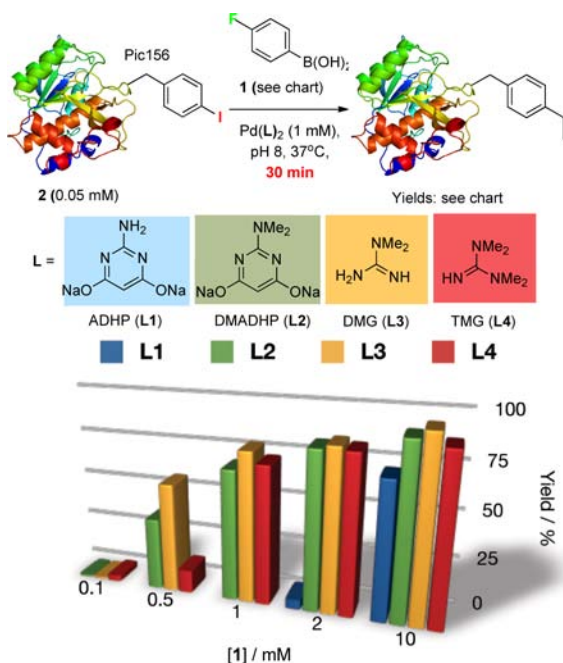 F
B(OH)₂
Pic156
1 (see chart)
I
Pd(L)₂ (1 mM),
pH 8, 37°C,
30 min
2 (0.05 mM)
Yields: see chart
L =
NH₂
N
N
NaO
ONa
NMe₂
N
N
NaO
ONa
NMe₂
H₂N
NH
NMe₂
HN
NMe₂
ADHP (L1)
DMADHP (L2)
DMG (L3)
TMG (L4)
L1
L2
L3
L4
100
75
50
25
0
Yield / %
0.1
0.5
1
2
10
[1] / mM